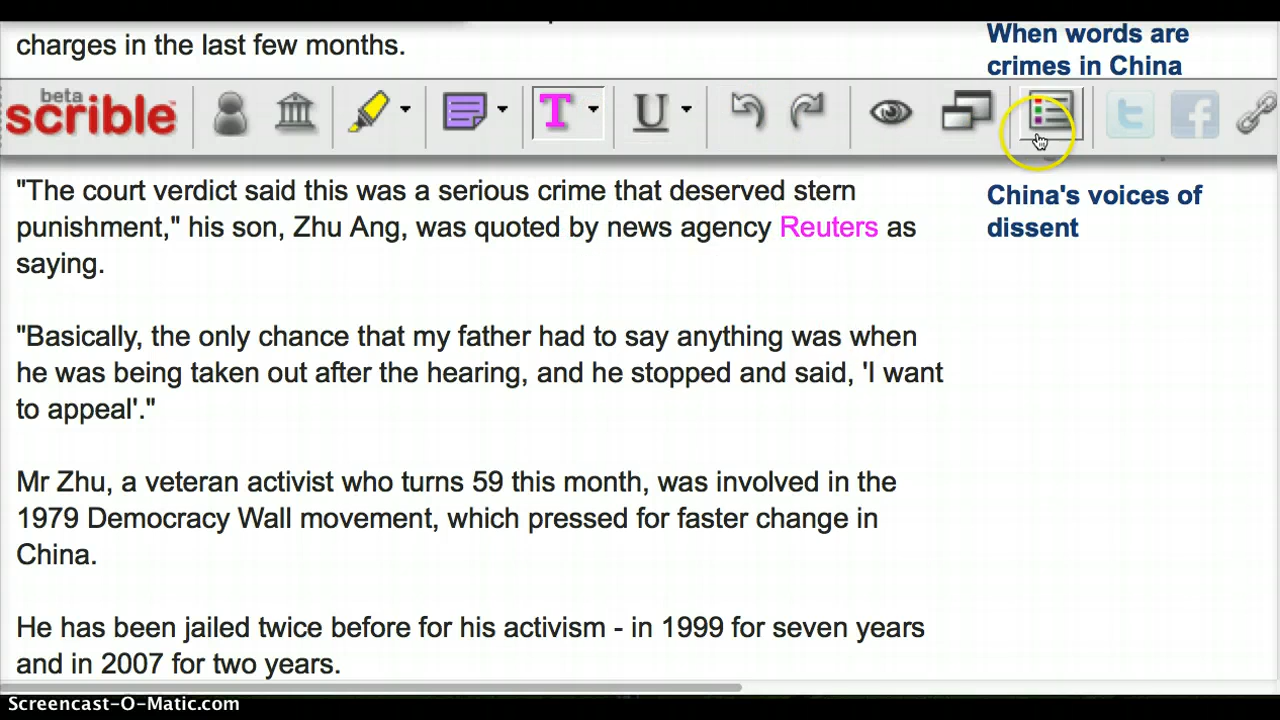 charges in the last few months.
When words are
crimes in China
beta
scrible™
T
U
t
f
"The court verdict said this was a serious crime that deserved stern
punishment," his son, Zhu Ang, was quoted by news agency Reuters as
saying.
China's voices of
dissent
"Basically, the only chance that my father had to say anything was when
he was being taken out after the hearing, and he stopped and said, 'I want
to appeal'."
Mr Zhu, a veteran activist who turns 59 this month, was involved in the
1979 Democracy Wall movement, which pressed for faster change in
China.
He has been jailed twice before for his activism - in 1999 for seven years
and in 2007 for two years.
Screencast-O-Matic.com